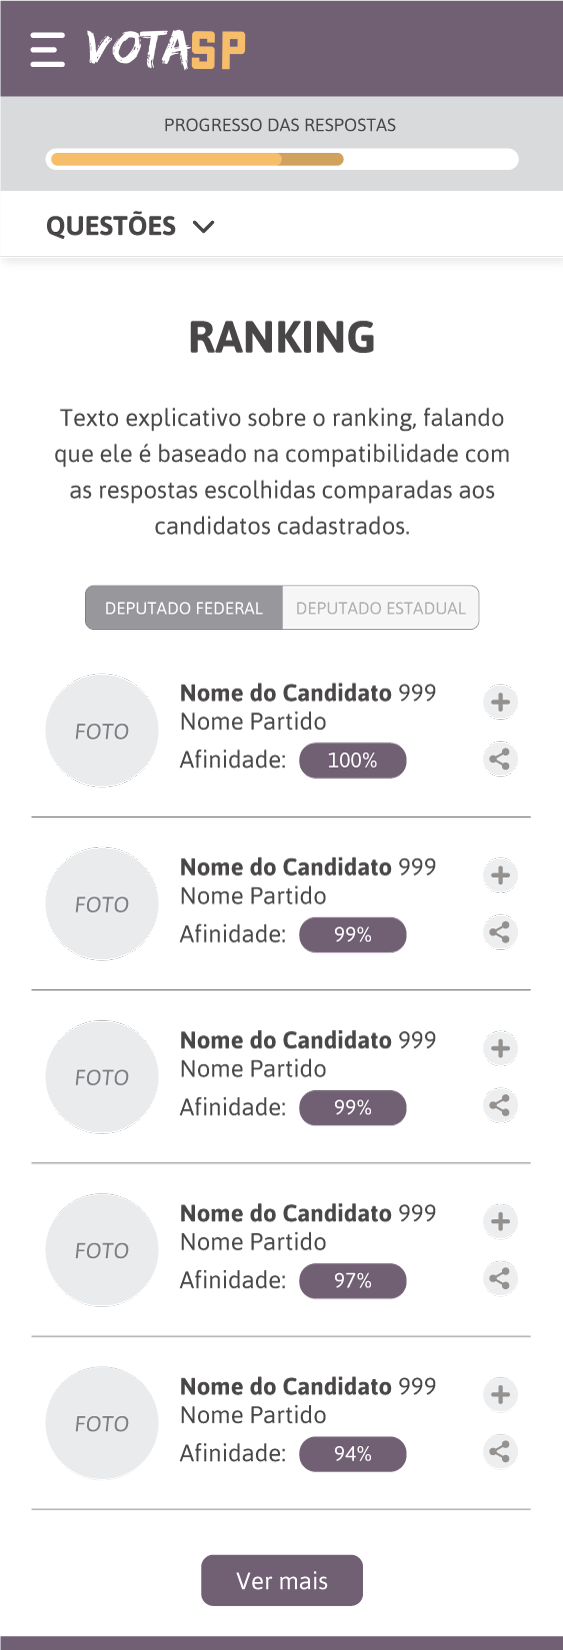 VOTASP
PROGRESSO DAS RESPOSTAS
QUESTÕES
RANKING
Texto explicativo sobre o ranking, falando
que ele é baseado na compatibilidade com
as respostas escolhidas comparadas aos
candidatos cadastrados.
DEPUTADO FEDERAL DEPUTADO ESTADUAL
FOTO
Nome do Candidato 999
Nome Partido
Afinidade: 100%
FOTO
Nome do Candidato 999
Nome Partido
Afinidade: 99%
FOTO
Nome do Candidato 999
Nome Partido
Afinidade: 99%
FOTO
Nome do Candidato 999
Nome Partido
Afinidade: 97%
FOTO
Nome do Candidato 999
Nome Partido
Afinidade: 94%
Ver mais